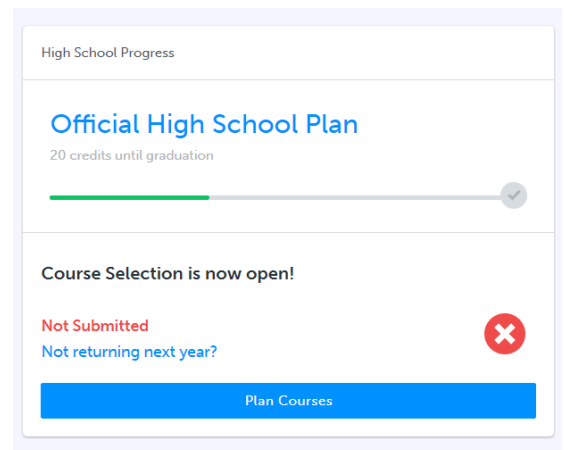 High School Progress
Official High School Plan
20 credits until graduation
Course Selection is now open!
Not Submitted
Not returning next year?
Plan Courses